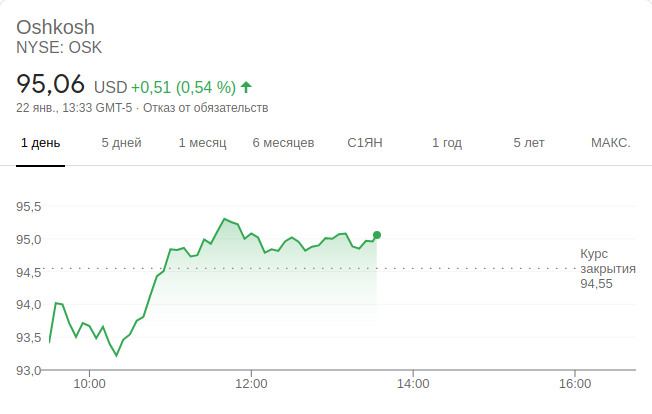 Oshkosh
NYSE: OSK
95,06 USD +0,51 (0,54 %)
22 янв., 13:33 GMT-5 · Отказ от обязательств
1 день 5 дней 1 месяц 6 месяцев С1ЯН 1 год 5 лет МАКС.
95,5
95,0
94,5
94,0
93,5
93,0
Курс
закрытия
94,55
10:00 12:00 14:00 16:00